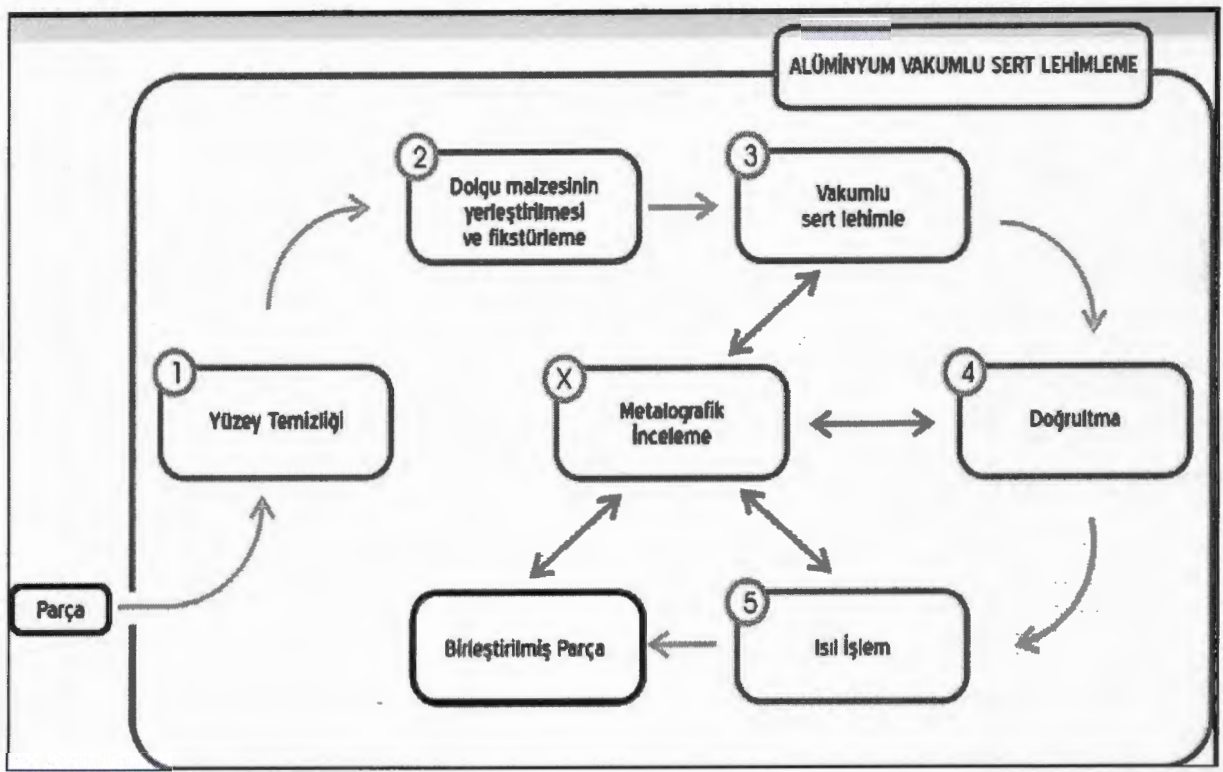 ALÜMİNYUM VAKUMLU SERT LEHİMLEME
Parça
1
Yüzey Temizliği
2
Dolgu malzesinin
yerleştirilmesi
ve fikstürleme
3
Vakumlu
sert lehimle
4
Doğrultma
5
Isıl İşlem
X
Metalografik
İnceleme
Birleştirilmiş Parça